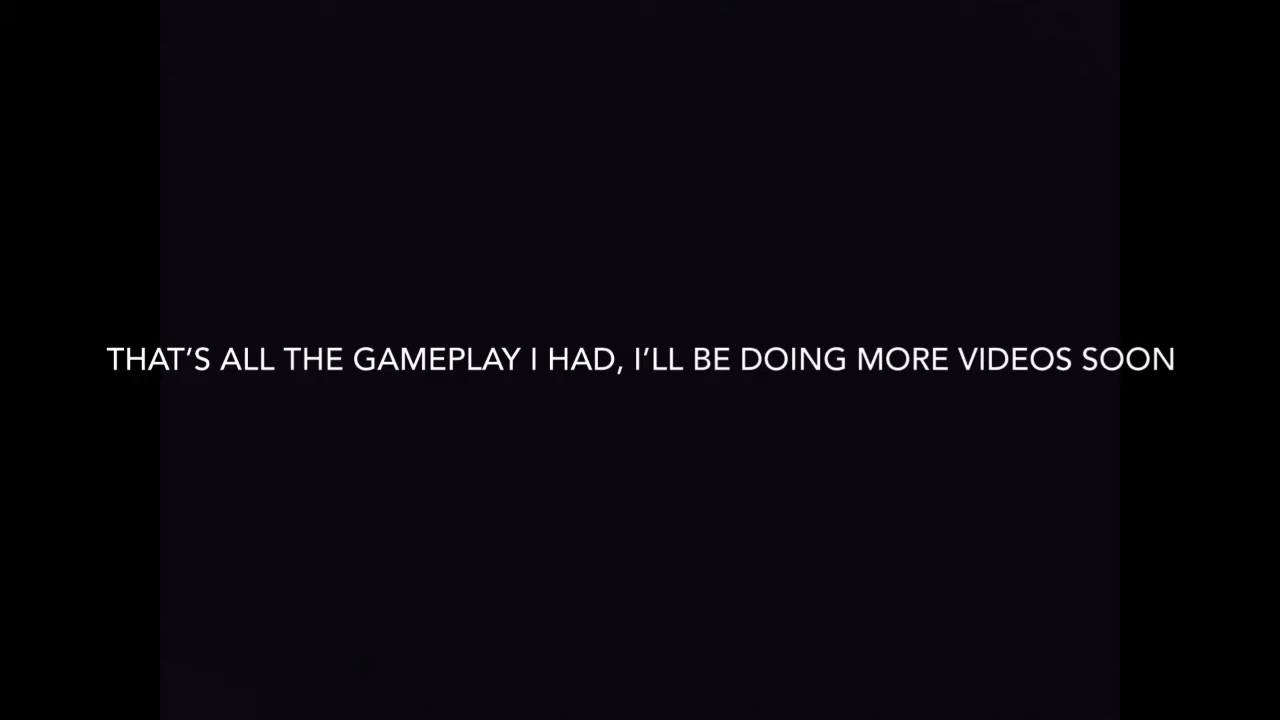 THAT’S ALL THE GAMEPLAY I HAD, I’LL BE DOING MORE VIDEOS SOON